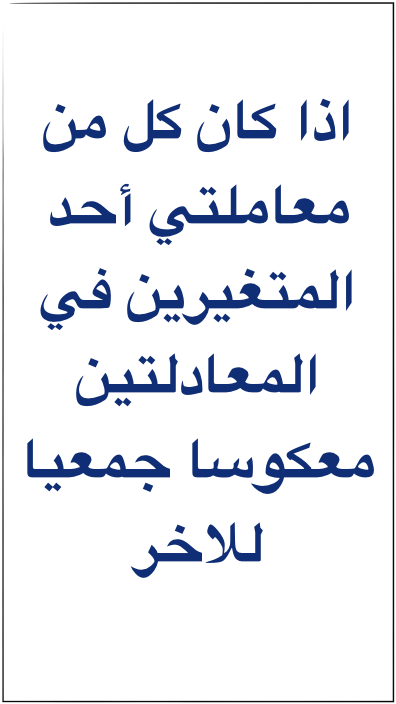 اذا كان كل من
معاملتي أحد
المتغيرين في
المعادلتين
معكوسا جمعيا
للاخر